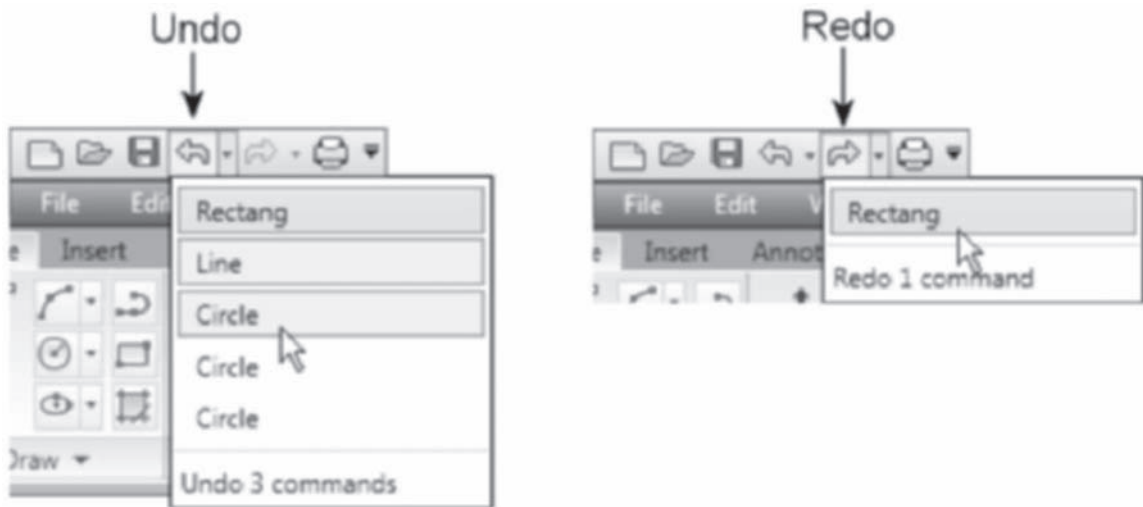 Undo
File Edi
Insert
Rectang
Line
Circle
Circle
Circle
Undo 3 commands
Draw
Redo
File Edit V
Insert Annot
Rectang
Redo 1 command